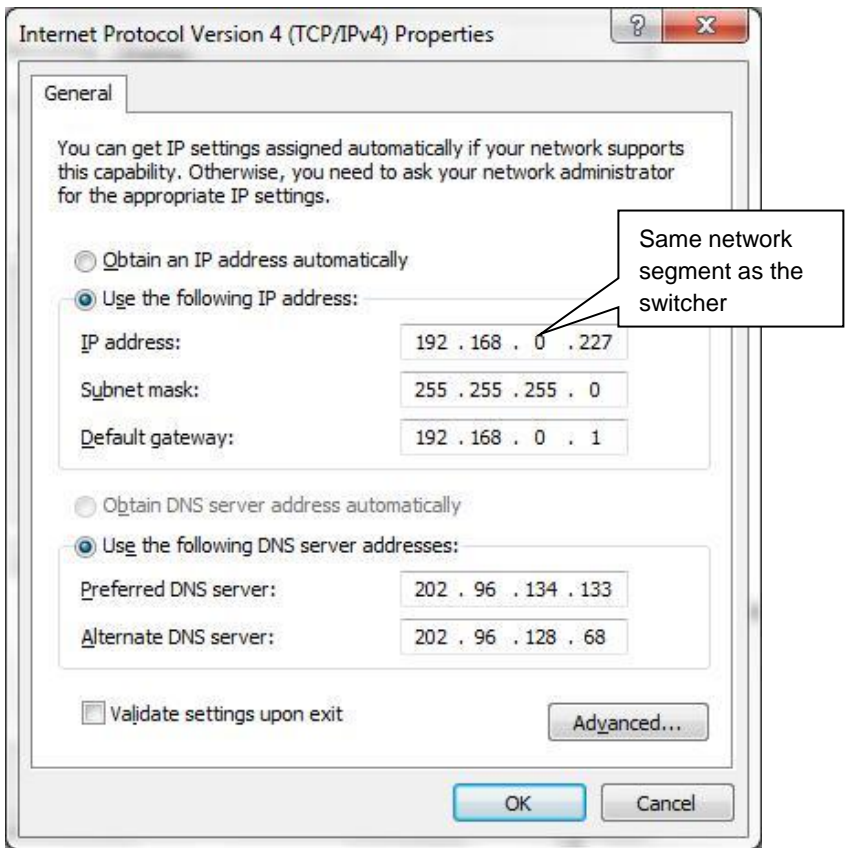 Internet Protocol Version 4 (TCP/IPv4) Properties
General
You can get IP settings assigned automatically if your network supports
this capability. Otherwise, you need to ask your network administrator
for the appropriate IP settings.
Same network
segment as the
switcher
Obtain an IP address automatically
Use the following IP address:
IP address: 192 . 168 . 0 . 227
Subnet mask: 255 . 255 . 255 . 0
Default gateway: 192 . 168 . 0 . 1
Obtain DNS server address automatically
Use the following DNS server addresses:
Preferred DNS server: 202 . 96 . 134 . 133
Alternate DNS server: 202 . 96 . 128 . 68
Validate settings upon exit
Advanced...
OK Cancel